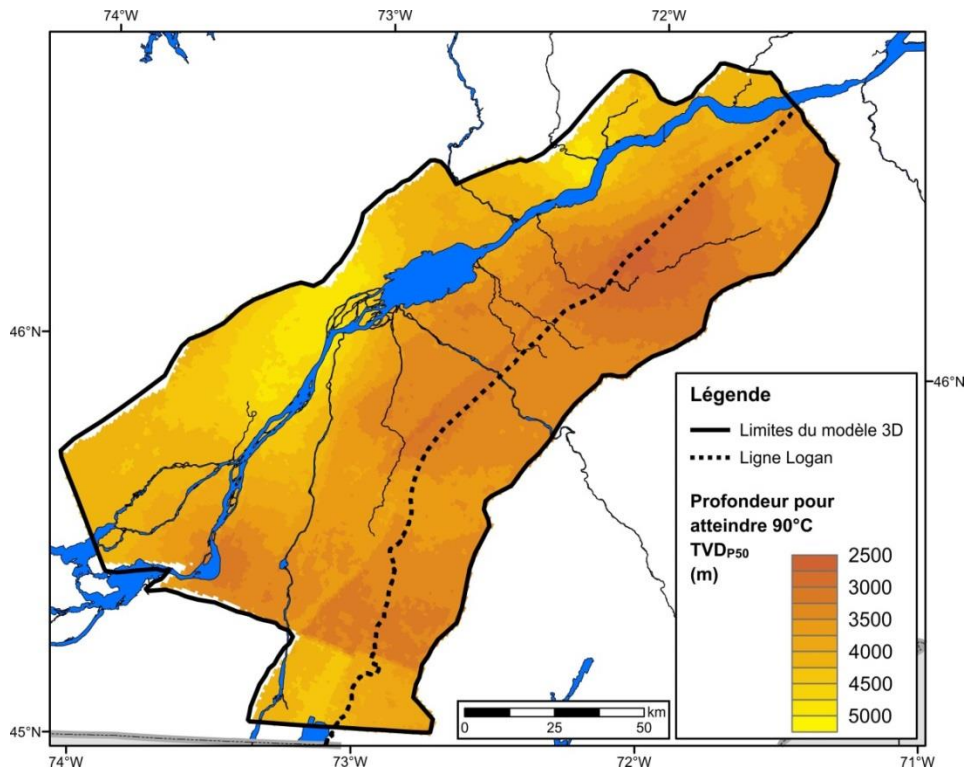 74°W 73°W 72°W
46°N
46°N
Légende
Limites du modèle 3D
Ligne Logan
Profondeur pour
atteindre 90°C
TVDP50
(m)
2500
3000
3500
4000
4500
5000
km
0 25 50
45°N
74°W 73°W 72°W 71°W